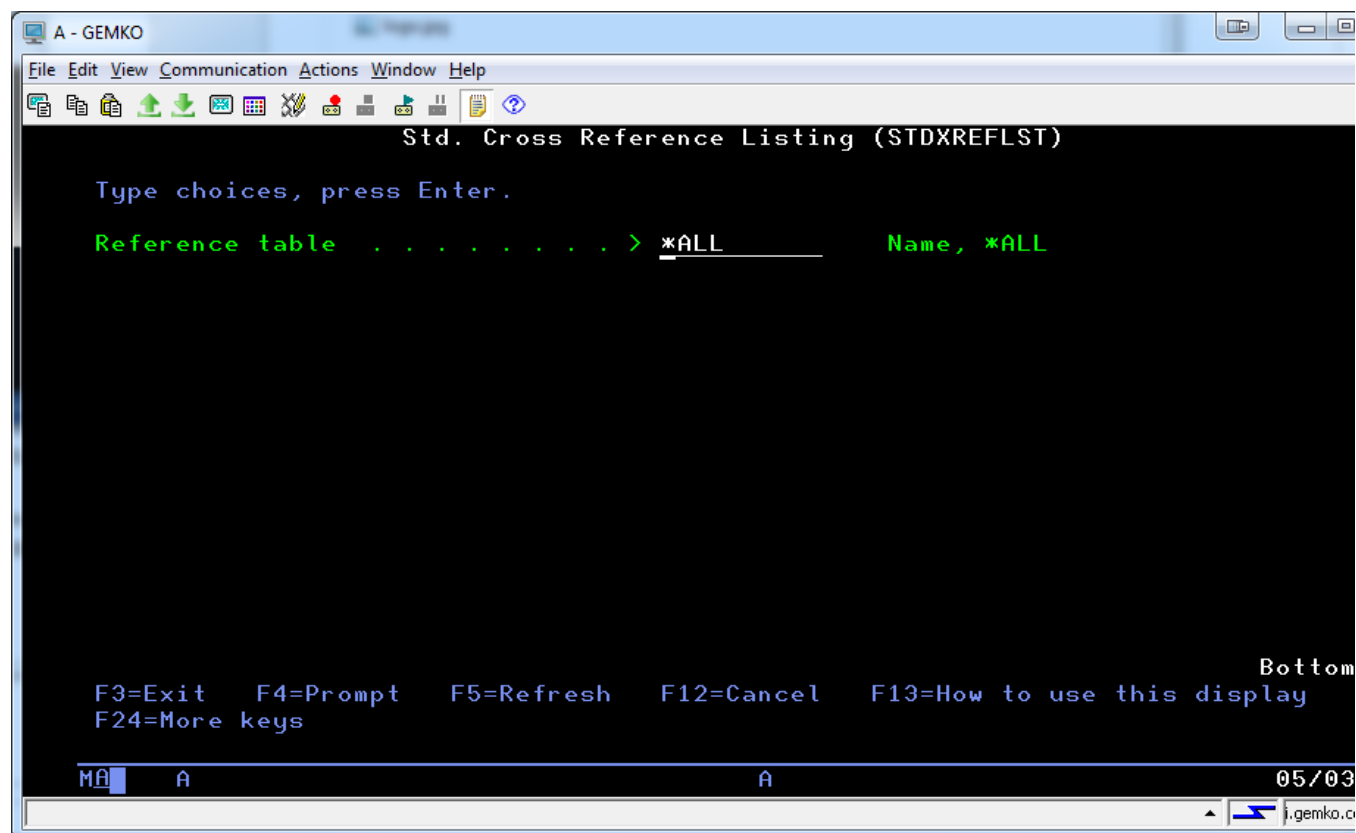 A - GEMKO
File Edit View Communication Actions Window Help
Std. Cross Reference Listing (STDXREFLST)
Type choices, press Enter.
Reference table . . . . . . . . > *ALL Name, *ALL
Bottom
F3=Exit F4=Prompt F5=Refresh F12=Cancel F13=How to use this display
F24=More keys
MA A A 05/03
i.gemko.c